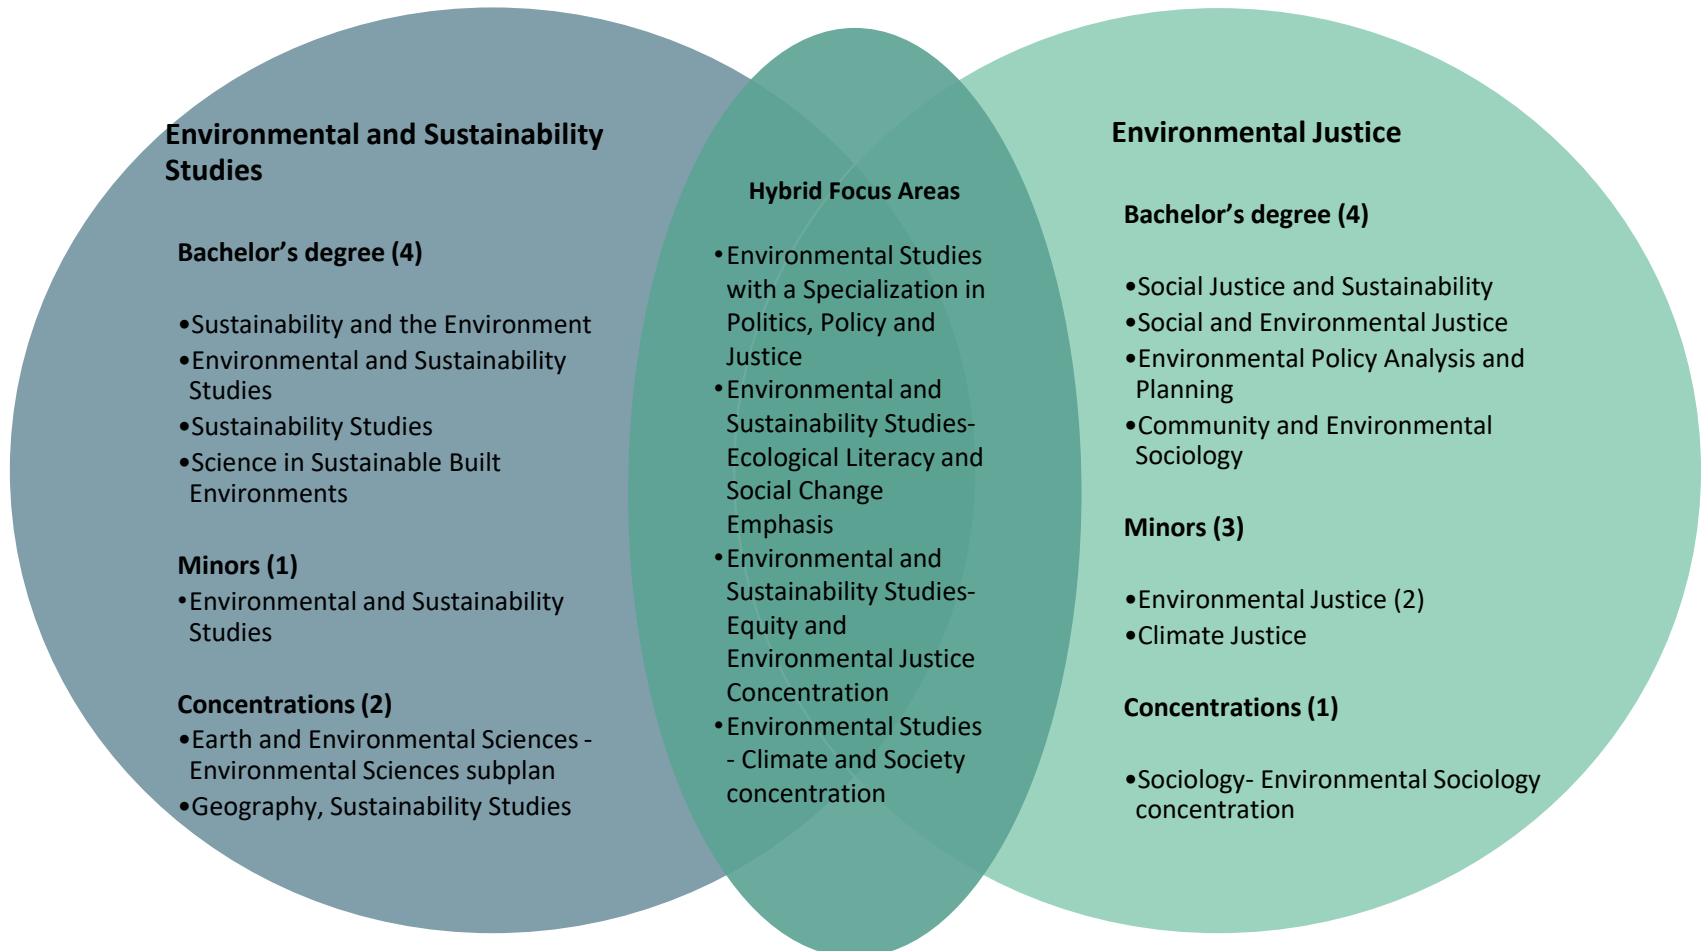 Environmental and Sustainability
Studies
Bachelor's degree (4)
•Sustainability and the Environment
•Environmental and Sustainability
Studies
•Sustainability Studies
•Science in Sustainable Built
Environments
Minors (1)
•Environmental and Sustainability
Studies
Concentrations (2)
•Earth and Environmental Sciences -
Environmental Sciences subplan
•Geography, Sustainability Studies
Hybrid Focus Areas
•Environmental Studies
with a Specialization in
Politics, Policy and
Justice
•Environmental and
Sustainability Studies-
Ecological Literacy and
Social Change
Emphasis
•Environmental and
Sustainability Studies-
Equity and
Environmental Justice
Concentration
•Environmental Studies
- Climate and Society
concentration
Environmental Justice
Bachelor's degree (4)
•Social Justice and Sustainability
•Social and Environmental Justice
•Environmental Policy Analysis and
Planning
•Community and Environmental
Sociology
Minors (3)
•Environmental Justice (2)
•Climate Justice
Concentrations (1)
•Sociology- Environmental Sociology
concentration